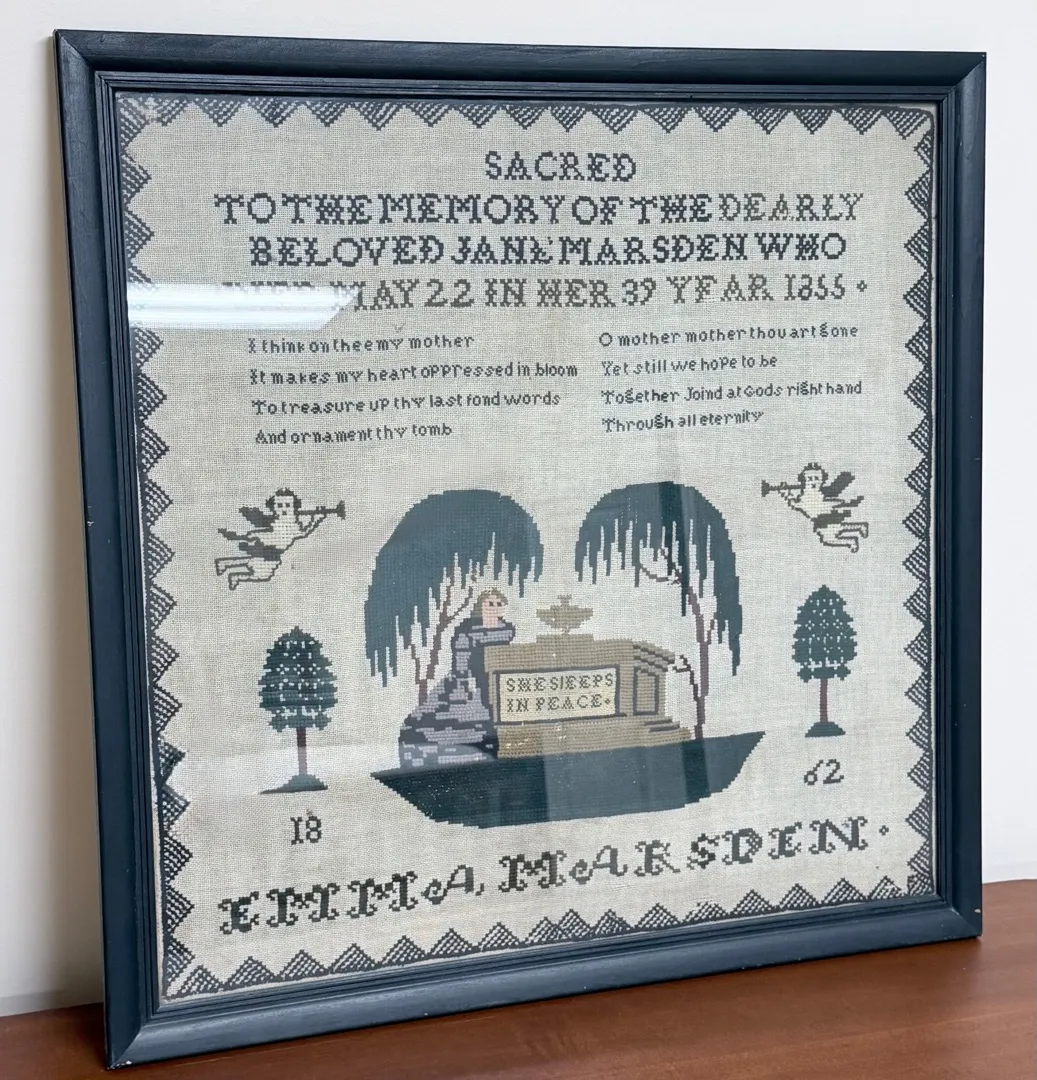 SACRED
TO THE MEMORY OF THE DEARLY
BELOVED JANE MARSDEN WHO
DIED MAY 22 IN HER 39 YEAR 1855
I think on thee my mother
It makes my heart oppressed in bloom
To treasure up thy last fond words
And ornament thy tomb
O mother mother thou art gone
Yet still we hope to be
Together Joind at Gods right hand
Through all eternity
SHE SlEEPS
IN PEACE
18 62
EMMA MARSDEN